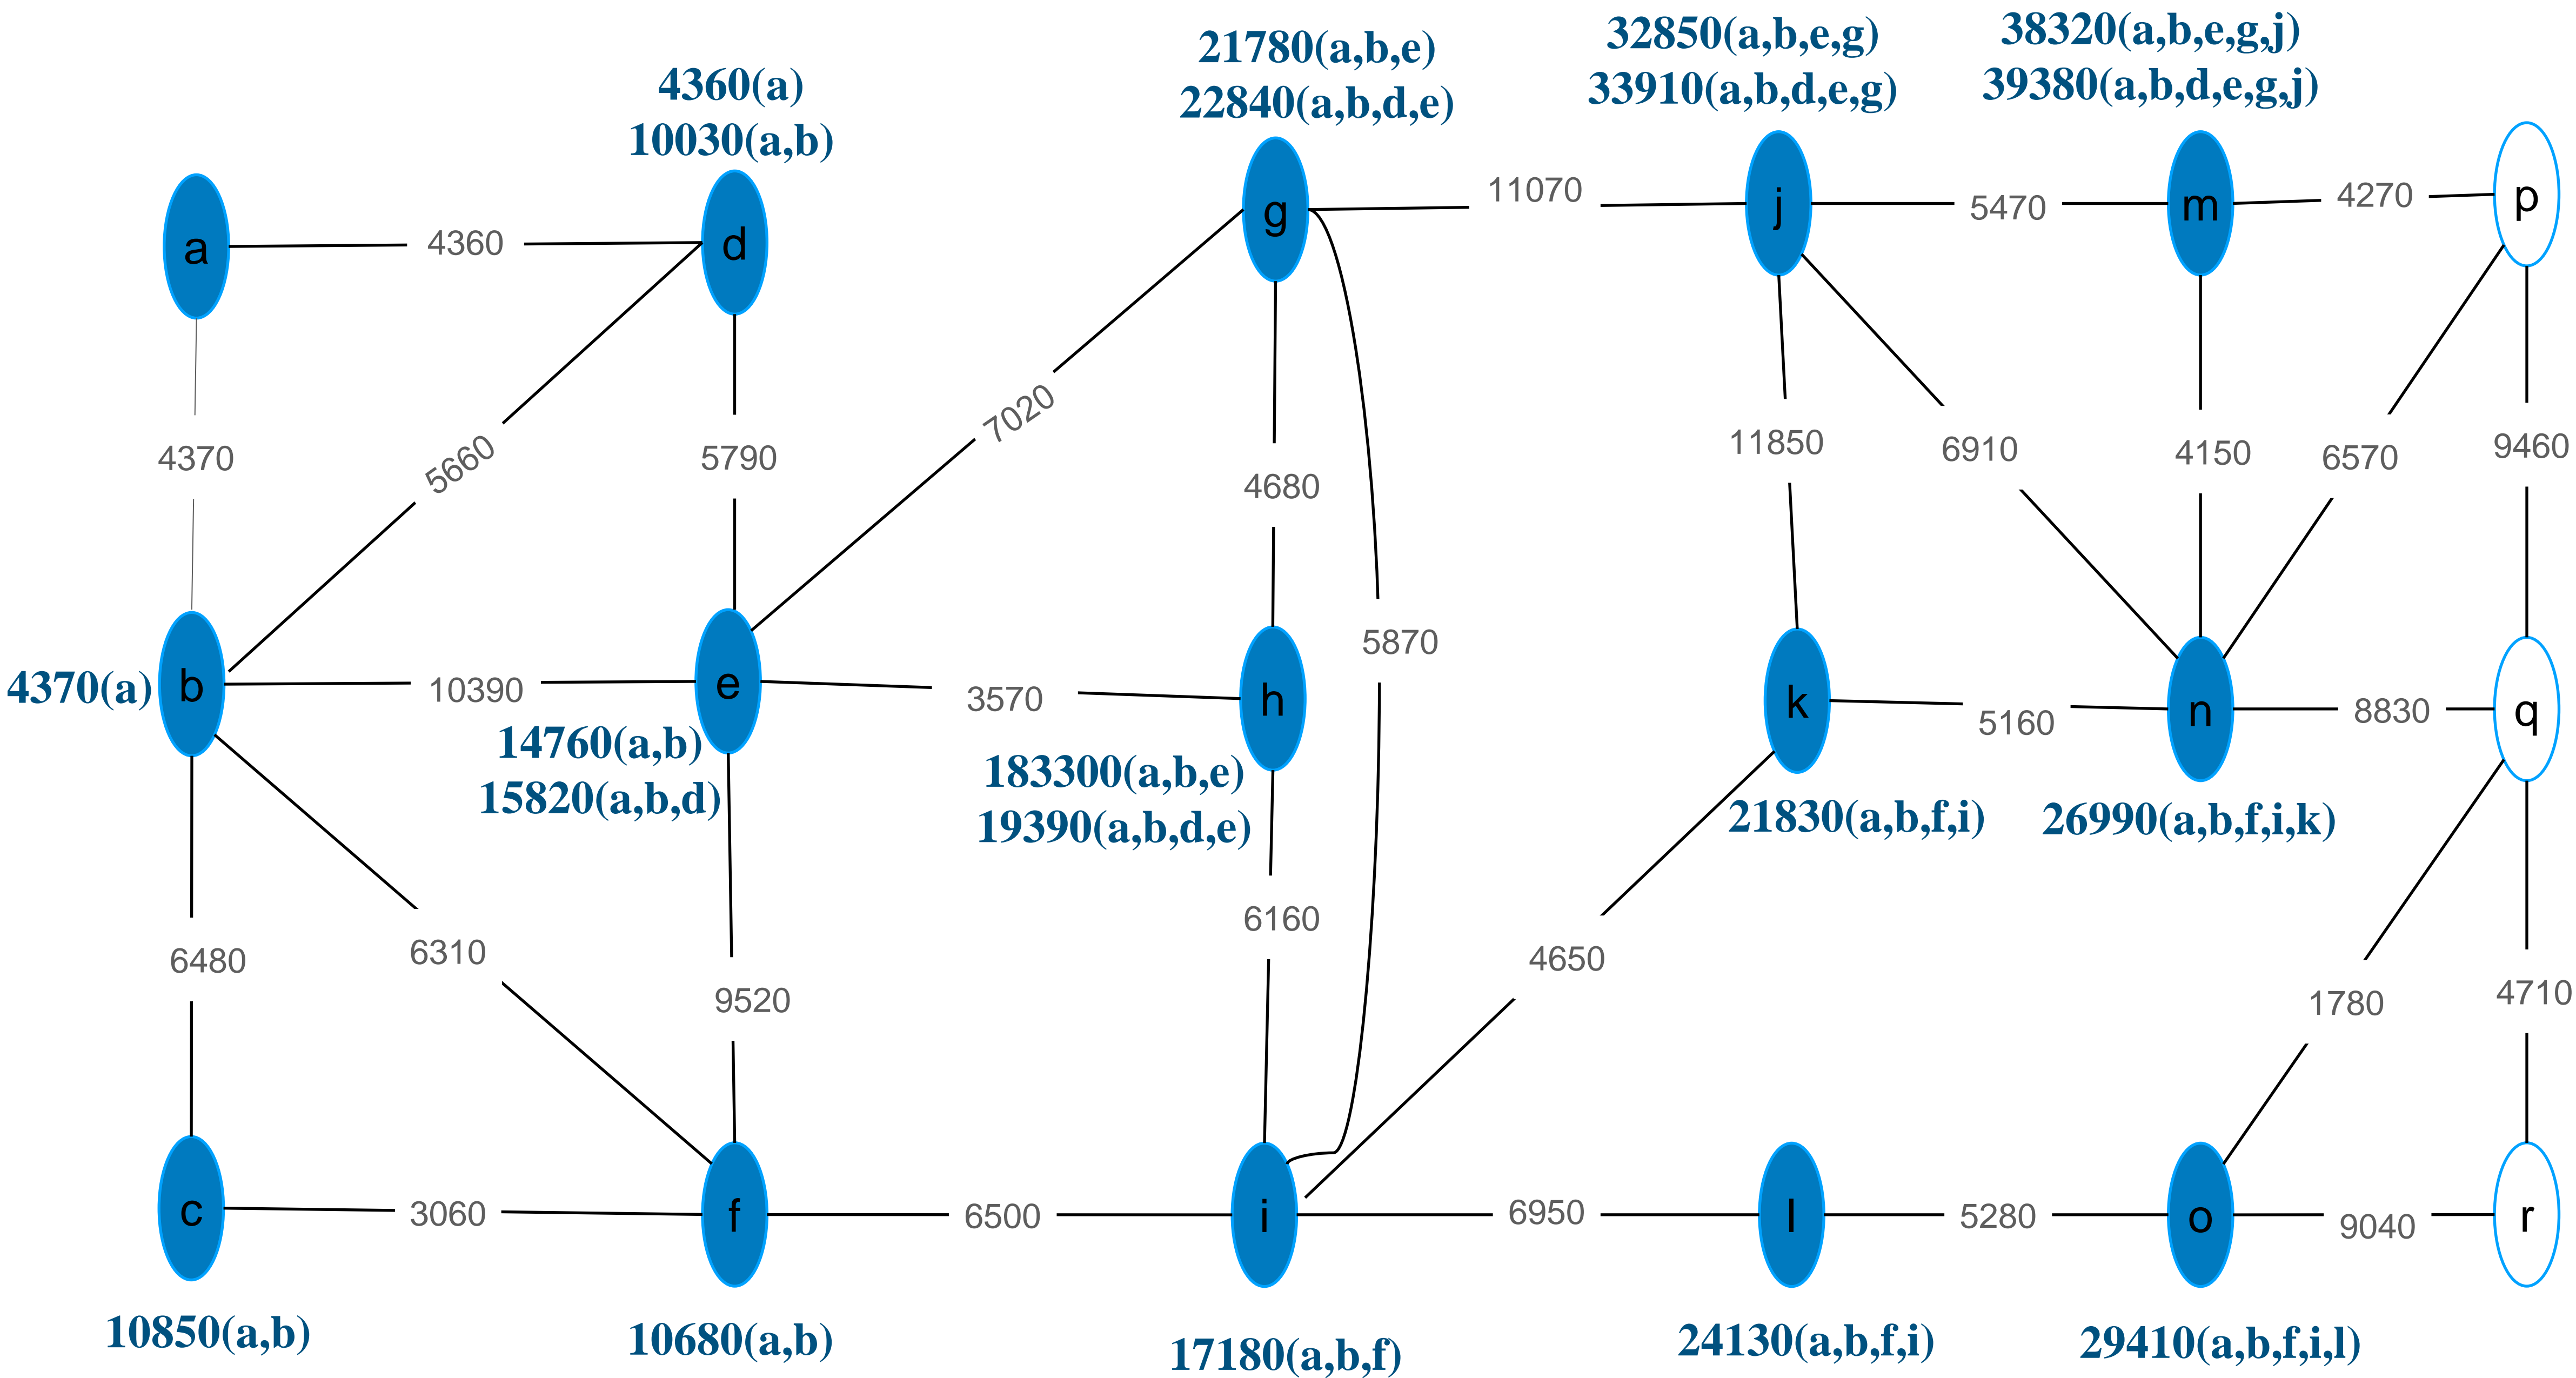 32850(a,b,e,g)
38320(a,b,e,g,j)
21780(a,b,e)
33910(a,b,d,e,g)
39380(a,b,d,e,g,j)
4360(a)
22840(a,b,d,e)
10030(a,b)
a
4360
d
g
11070
j
5470
m
4270
p
4370
5660
5790
7020
4680
5870
11850
6910
4150
6570
9460
4370(a)
b
10390
e
3570
h
k
5160
n
8830
q
14760(a,b)
15820(a,b,d)
183300(a,b,e)
19390(a,b,d,e)
21830(a,b,f,i)
26990(a,b,f,i,k)
6480
6310
9520
6160
4650
1780
4710
c
3060
f
6500
i
6950
l
5280
o
9040
r
10850(a,b)
10680(a,b)
17180(a,b,f)
24130(a,b,f,i)
29410(a,b,f,i,l)